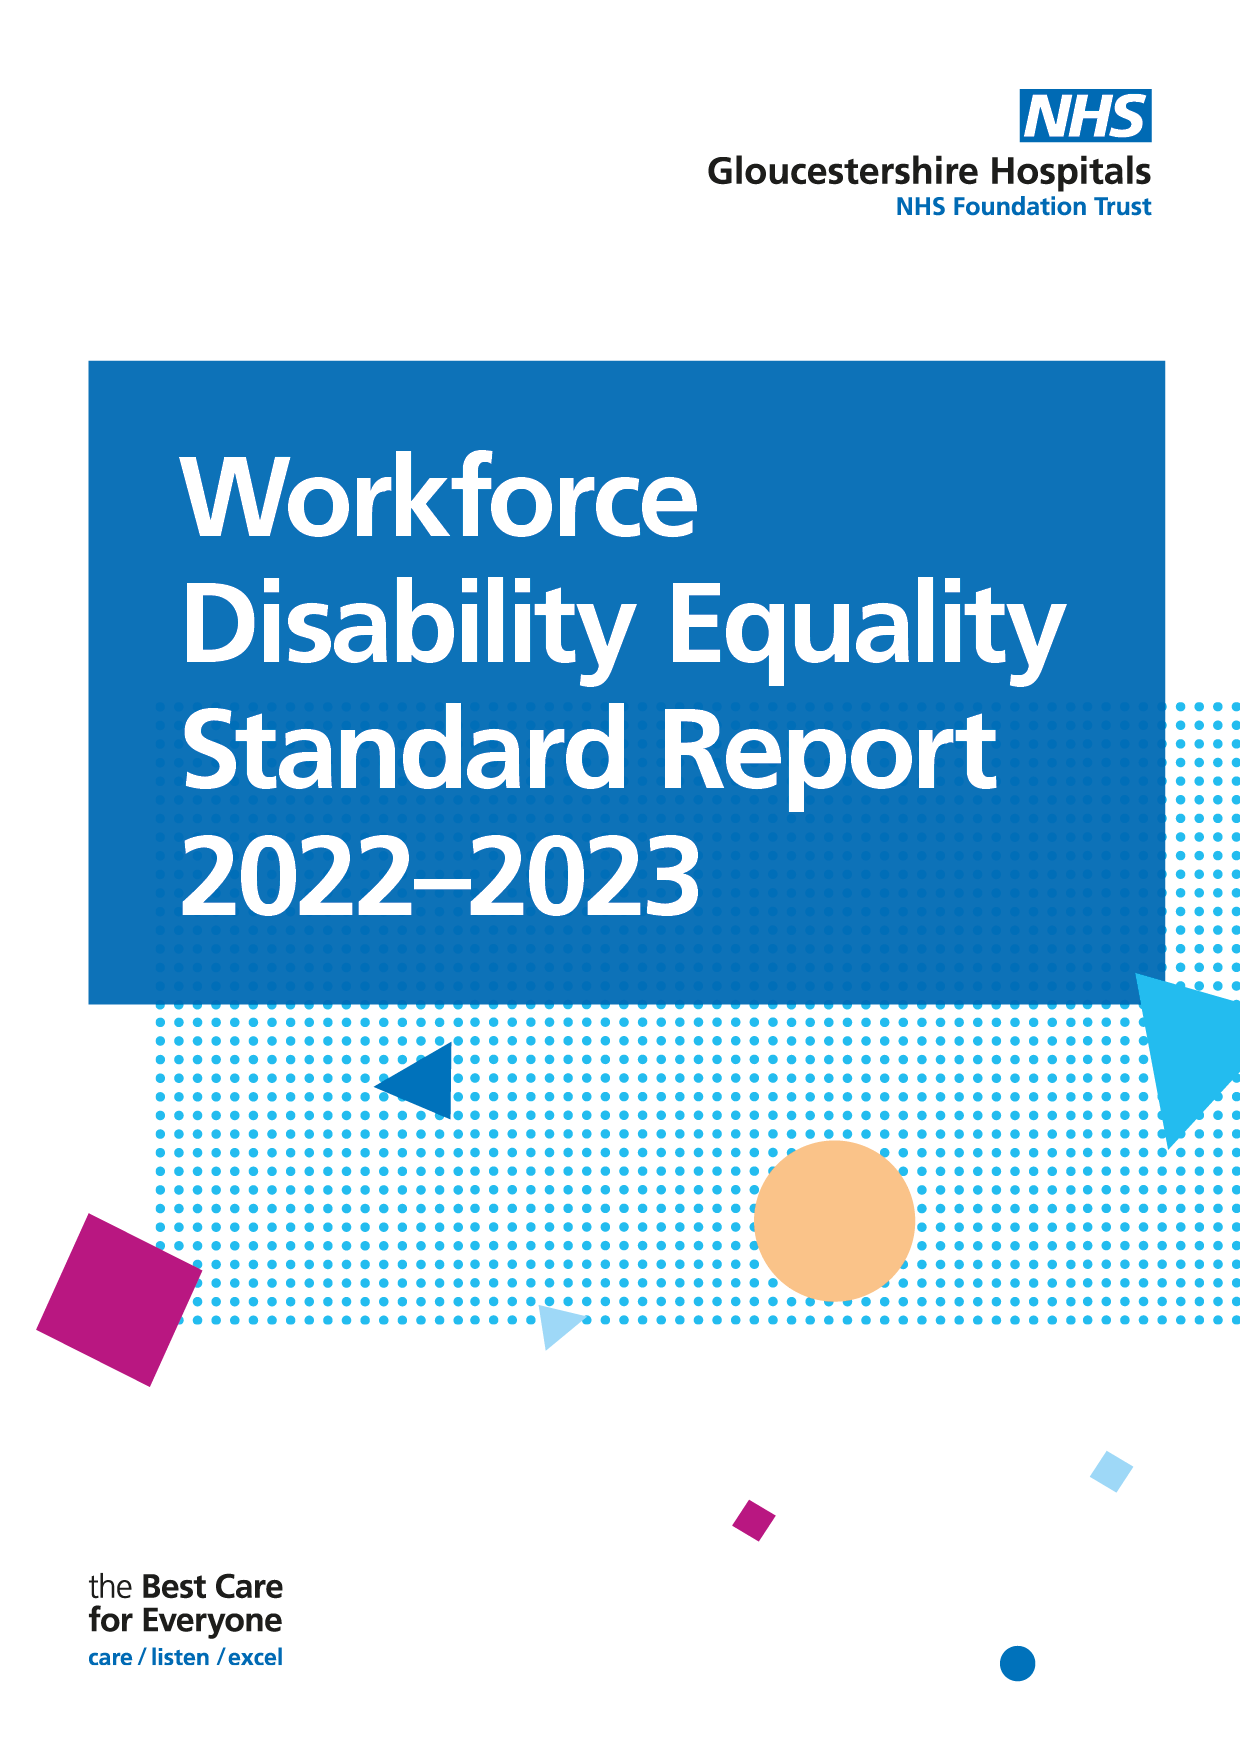 NHS
Gloucestershire Hospitals
NHS Foundation Trust
Workforce
Disability Equality
Standard Report
2022–2023
the Best Care
for Everyone
care / listen / excel